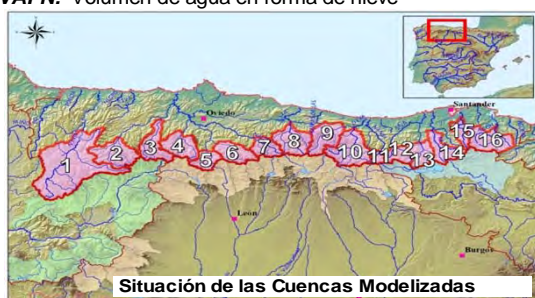 VAFN: Volumen de agua en forma de nieve
Oviedo
Santander
1
2
3
4
5
6
7
8
9
10
11
12
13
14
15
16
León
Burgos
Situación de las Cuencas Modelizadas